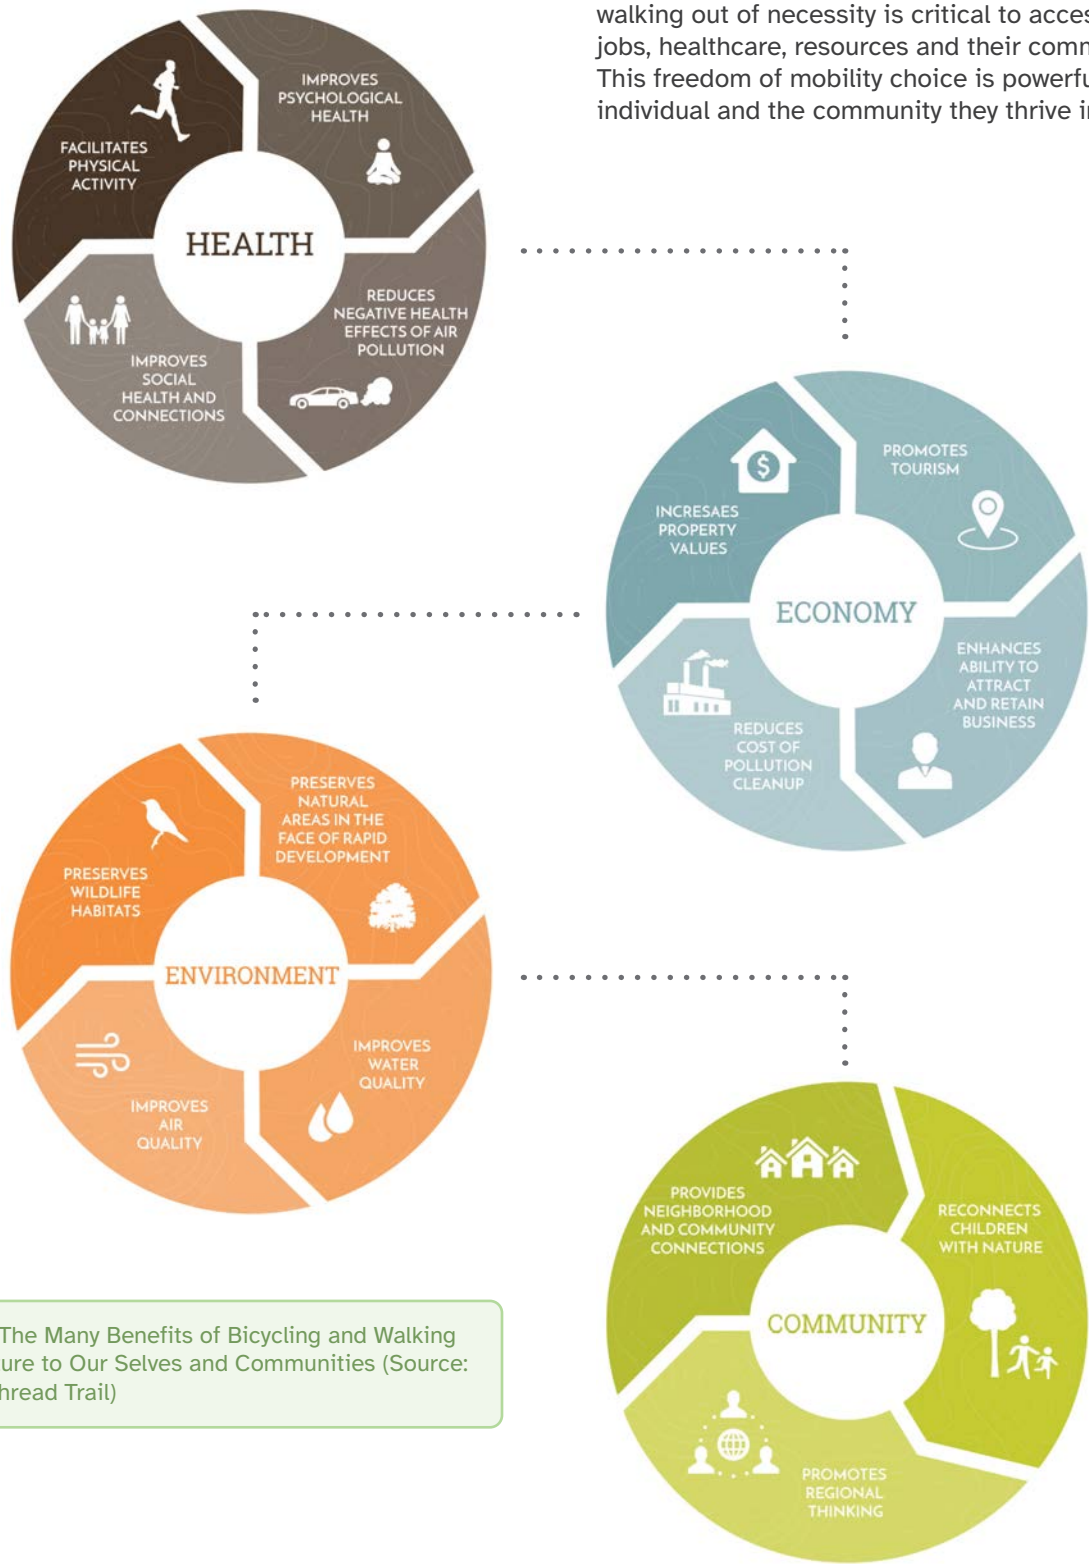 walking out of necessity is critical to
jobs, healthcare, resources and their
This freedom of mobility choice is
individual and the community they thrive
IMPROVES
PSYCHOLOGICAL
HEALTH
FACILITATES
PHYSICAL
ACTIVITY
HEALTH
REDUCES
NEGATIVE HEALTH
EFFECTS OF AIR
POLLUTION
IMPROVES
SOCIAL
HEALTH AND
CONNECTIONS
PROMOTES
TOURISM
INCRESAES
PROPERTY
VALUES
ECONOMY
ENHANCES
ABILITY TO
ATTRACT
AND RETAIN
BUSINESS
REDUCES
COST OF
POLLUTION
CLEANUP
PRESERVES
NATURAL
AREAS IN THE
FACE OF RAPID
DEVELOPMENT
PRESERVES
WILDLIFE
HABITATS
ENVIRONMENT
IMPROVES
WATER
QUALITY
IMPROVES
AIR
QUALITY
PROVIDES
NEIGHBORHOOD
AND COMMUNITY
CONNECTIONS
RECONNECTS
CHILDREN
WITH NATURE
COMMUNITY
PROMOTES
REGIONAL
THINKING
The Many Benefits of Bicycling and Walking
to Our Selves and Communities (Source:
Trail)